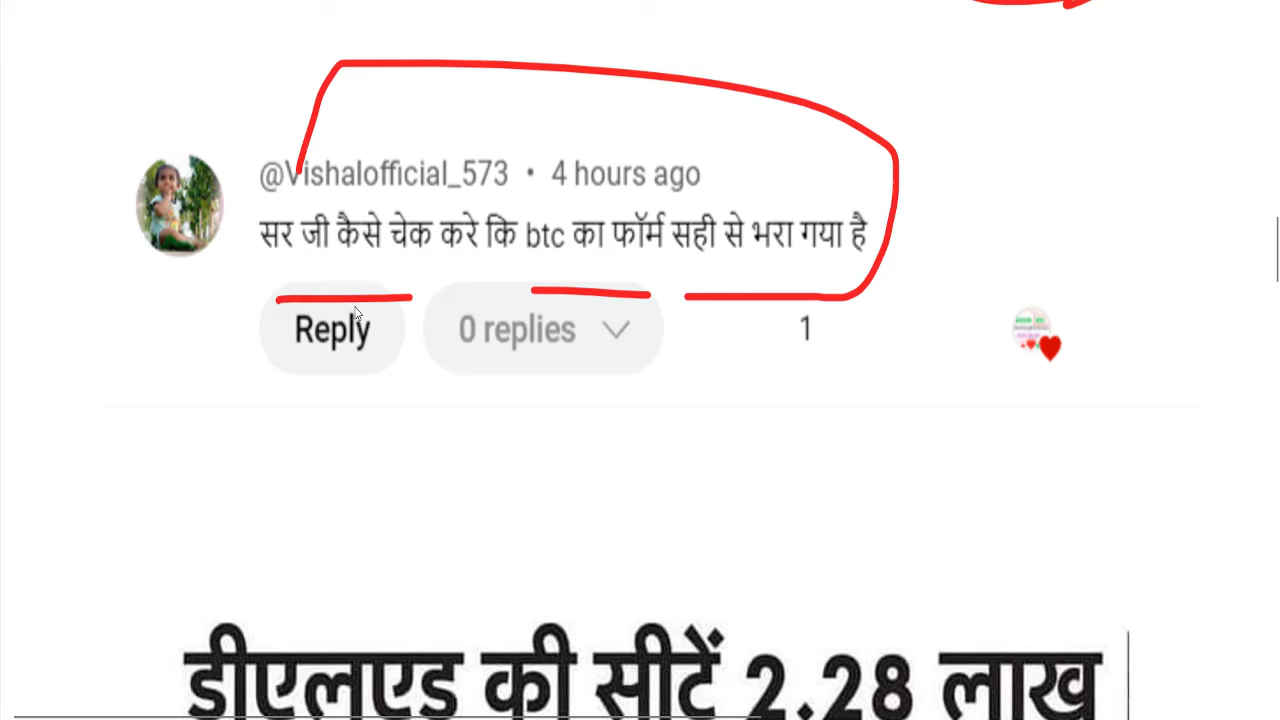 @Vishalofficial_573 • 4 hours ago
सर जी कैसे चेक करे कि btc का फॉर्म सही से भरा गया है
Reply
0 replies
1
डीएलएड की सीटें 2.28 लाख